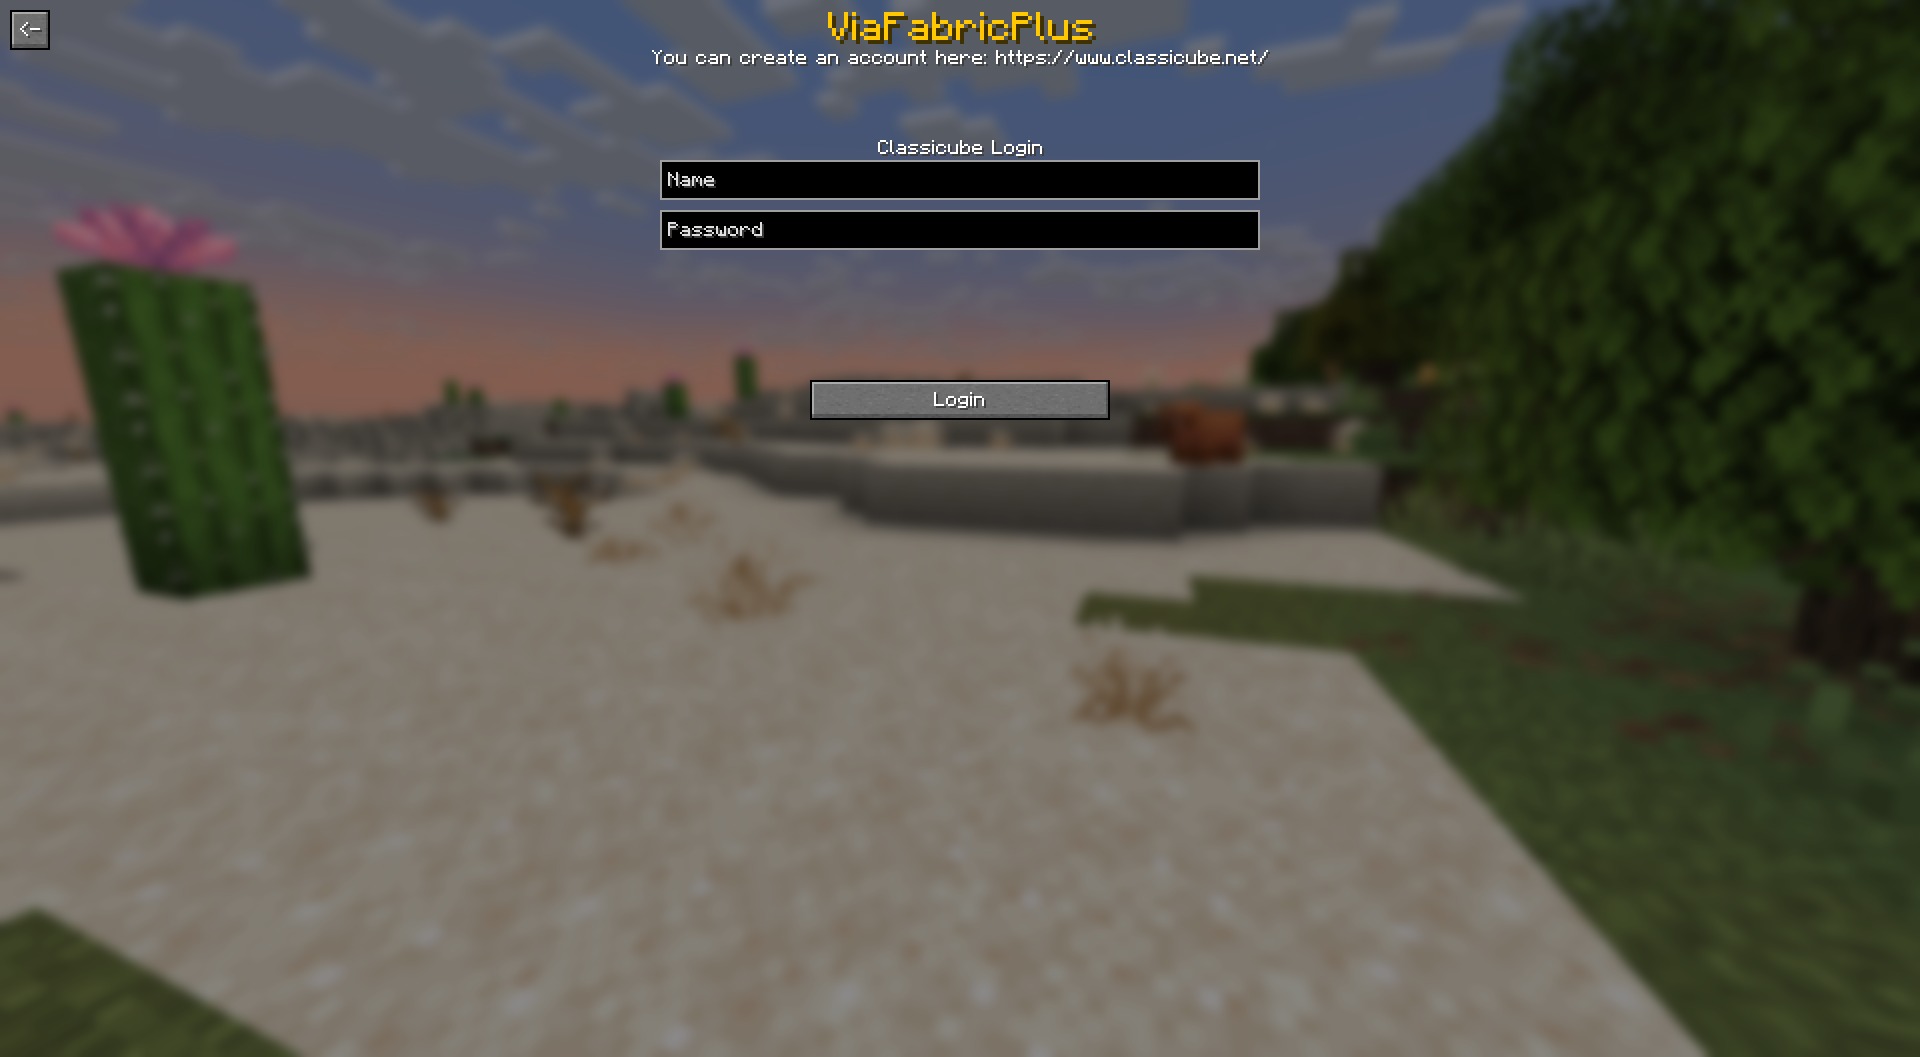 <-
ViaFabricPlus
You can create an account here: https://www.classicube.net/
Classicube Login
Name
Password
Login